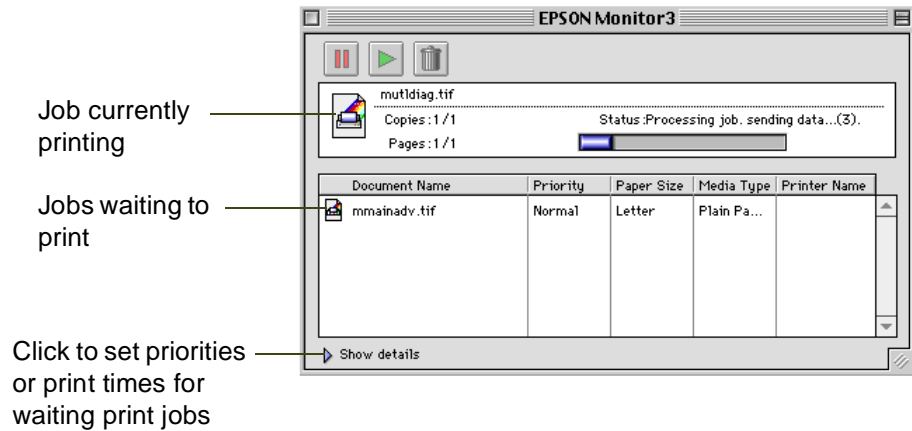 EPSON Monitor3
mutldiag.tif
Copies:1/1
Status:Processing job. sending data...(3).
Pages:1/1
Job currently
printing
Document Name Priority Paper Size Media Type Printer Name
mmainadv.tif Normal Letter Plain Pa...
Jobs waiting to
print
Show details
Click to set priorities
or print times for
waiting print jobs